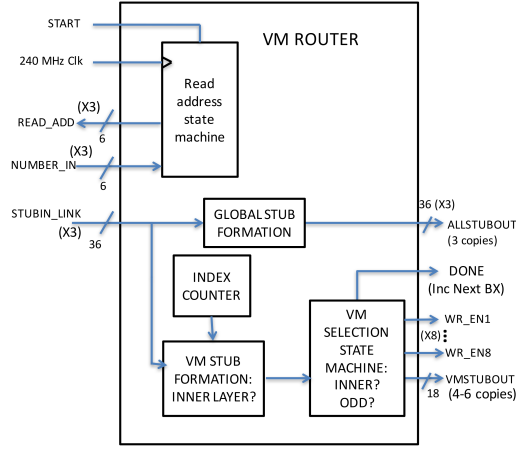 START
VM ROUTER
240 MHz Clk
Read
address
state
machine
(X3)
READ_ADD
6
(X3)
NUMBER_IN
6
36 (X3)
STUBIN_LINK
(X3)
36
GLOBAL STUB
FORMATION
ALLSTUBOUT
(3 copies)
INDEX
COUNTER
DONE
(Inc Next BX)
VM
SELECTION
STATE
MACHINE:
INNER?
ODD?
WR_EN1
(X8)
WR_EN8
VM STUB
FORMATION:
INNER LAYER?
VMSTUBOUT
18
(4-6 copies)